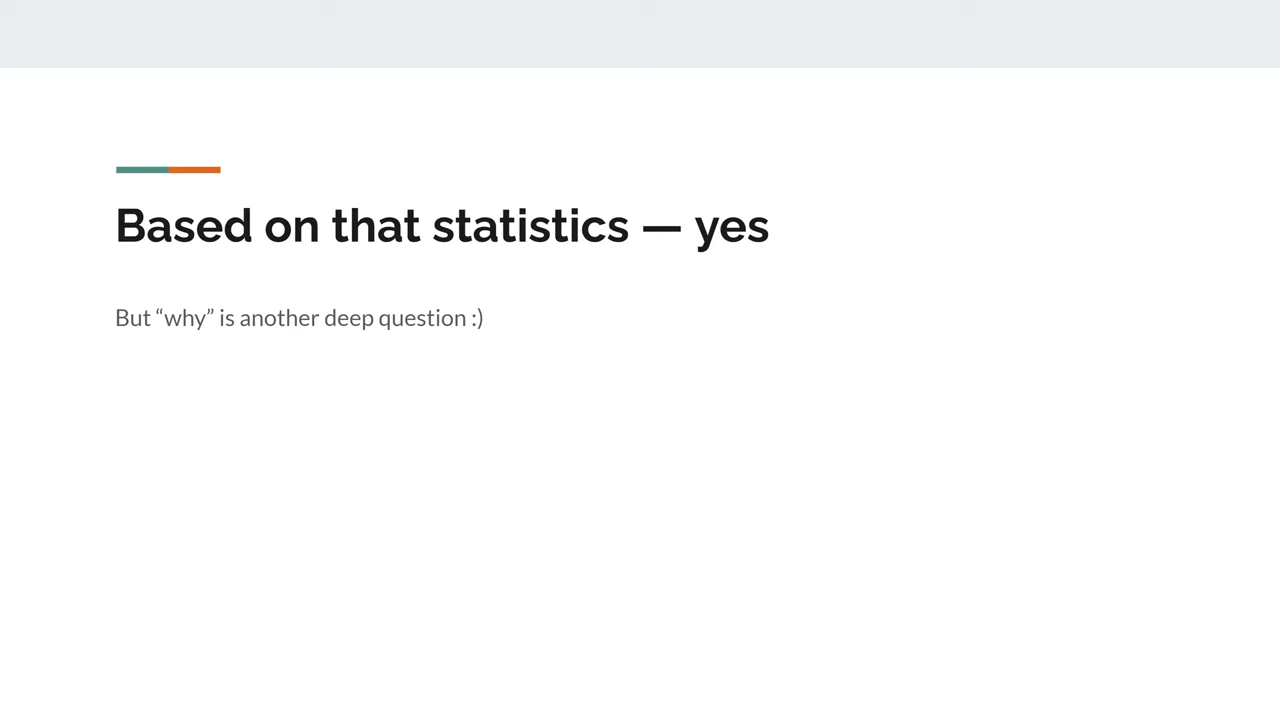 Based on that statistics — yes
But “why” is another deep question :)